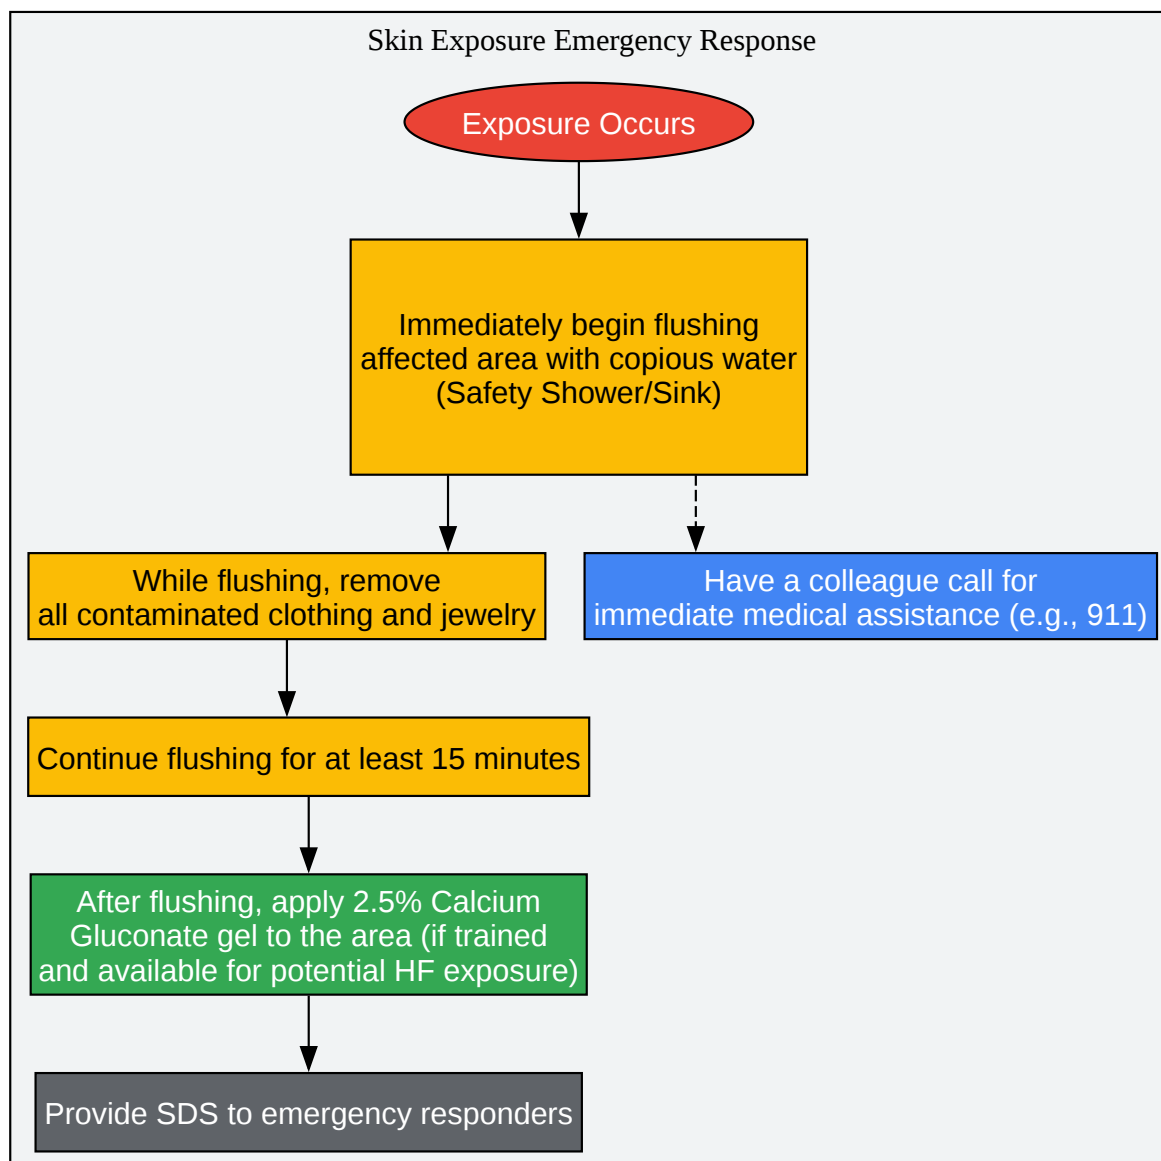 Skin Exposure Emergency Response
Exposure Occurs
Immediately begin flushing
affected area with copious water
(Safety Shower/Sink)
While flushing, remove
all contaminated clothing and jewelry
Have a colleague call for
immediate medical assistance (e.g., 911)
Continue flushing for at least 15 minutes
After flushing, apply 2.5% Calcium
Gluconate gel to the area (if trained
and available for potential HF exposure)
Provide SDS to emergency responders